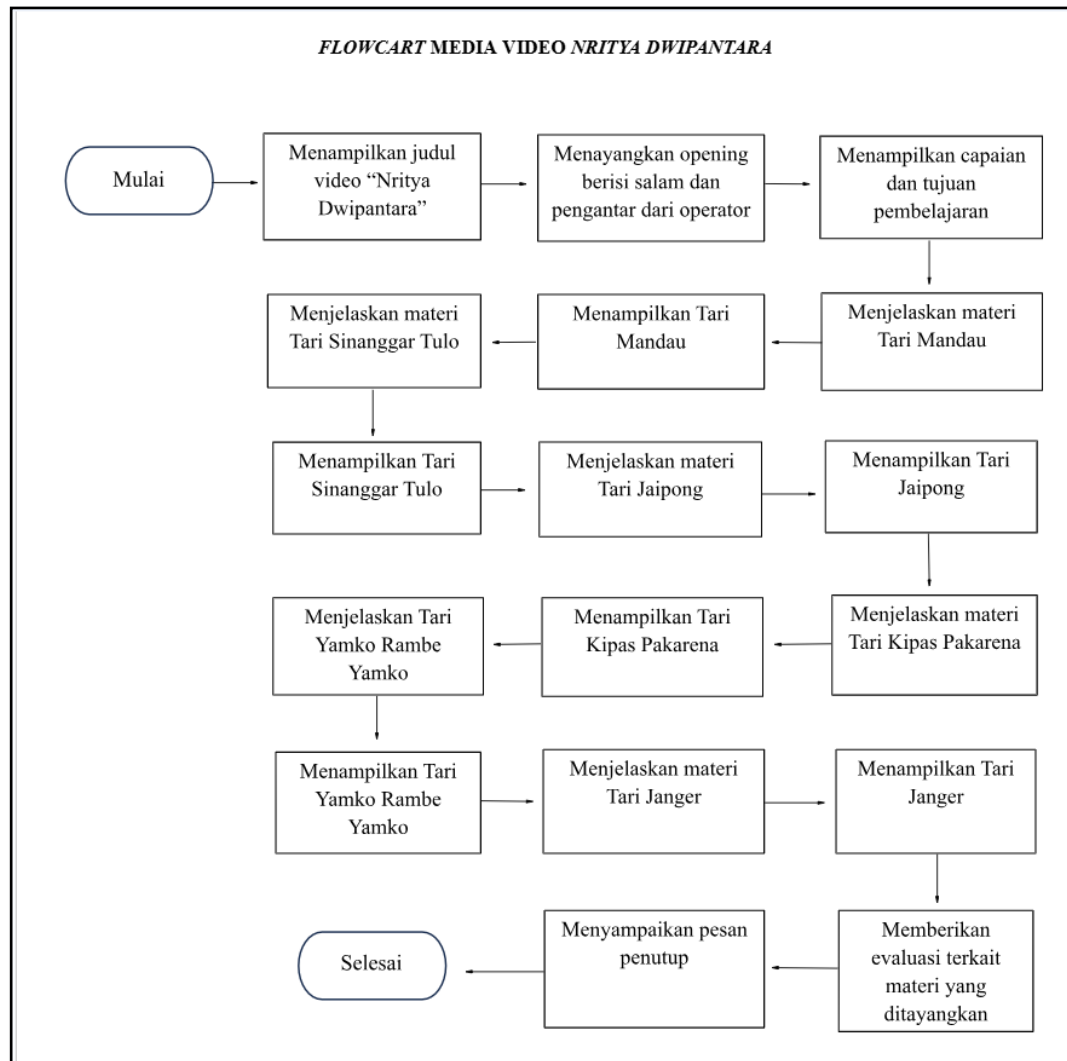 FLOWCART MEDIA VIDEO NRITYA DWIPANTARA
Mulai
Menampilkan judul
video “Nritya
Dwipantara”
Menayangkan opening
berisi salam dan
pengantar dari operator
Menampilkan capaian
dan tujuan
pembelajaran
Menjelaskan materi
Tari Mandau
Menampilkan Tari
Mandau
Menjelaskan materi
Tari Sinanggar Tulo
Menampilkan Tari
Sinanggar Tulo
Menjelaskan materi
Tari Jaipong
Menampilkan Tari
Jaipong
Menjelaskan materi
Tari Kipas Pakarena
Menampilkan Tari
Kipas Pakarena
Menjelaskan Tari
Yamko Rambe
Yamko
Menampilkan Tari
Yamko Rambe
Yamko
Menjelaskan materi
Tari Janger
Menampilkan Tari
Janger
Memberikan
evaluasi terkait
materi yang
ditayangkan
Menyampaikan pesan
penutup
Selesai